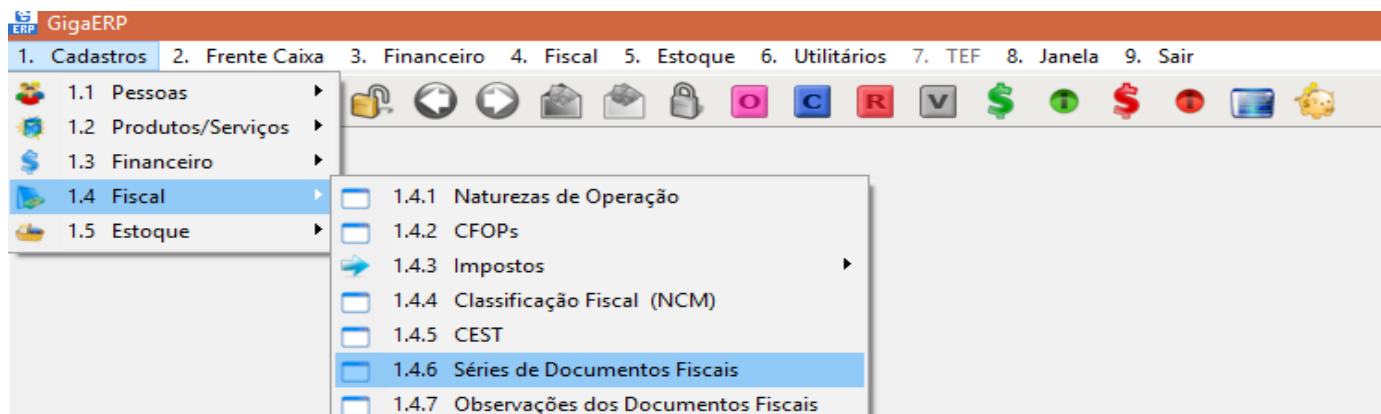 ERP GigaERP
1. Cadastros 2. Frente Caixa 3. Financeiro 4. Fiscal 5. Estoque 6. Utilitários 7. TEF 8. Janela 9. Sair
1.1 Pessoas
O C R V $ $
1.2 Produtos/Serviços
1.3 Financeiro
1.4 Fiscal
1.5 Estoque
1.4.1 Naturezas de Operação
1.4.2 CFOPs
1.4.3 Impostos
1.4.4 Classificação Fiscal (NCM)
1.4.5 CEST
1.4.6 Séries de Documentos Fiscais
1.4.7 Observações dos Documentos Fiscais